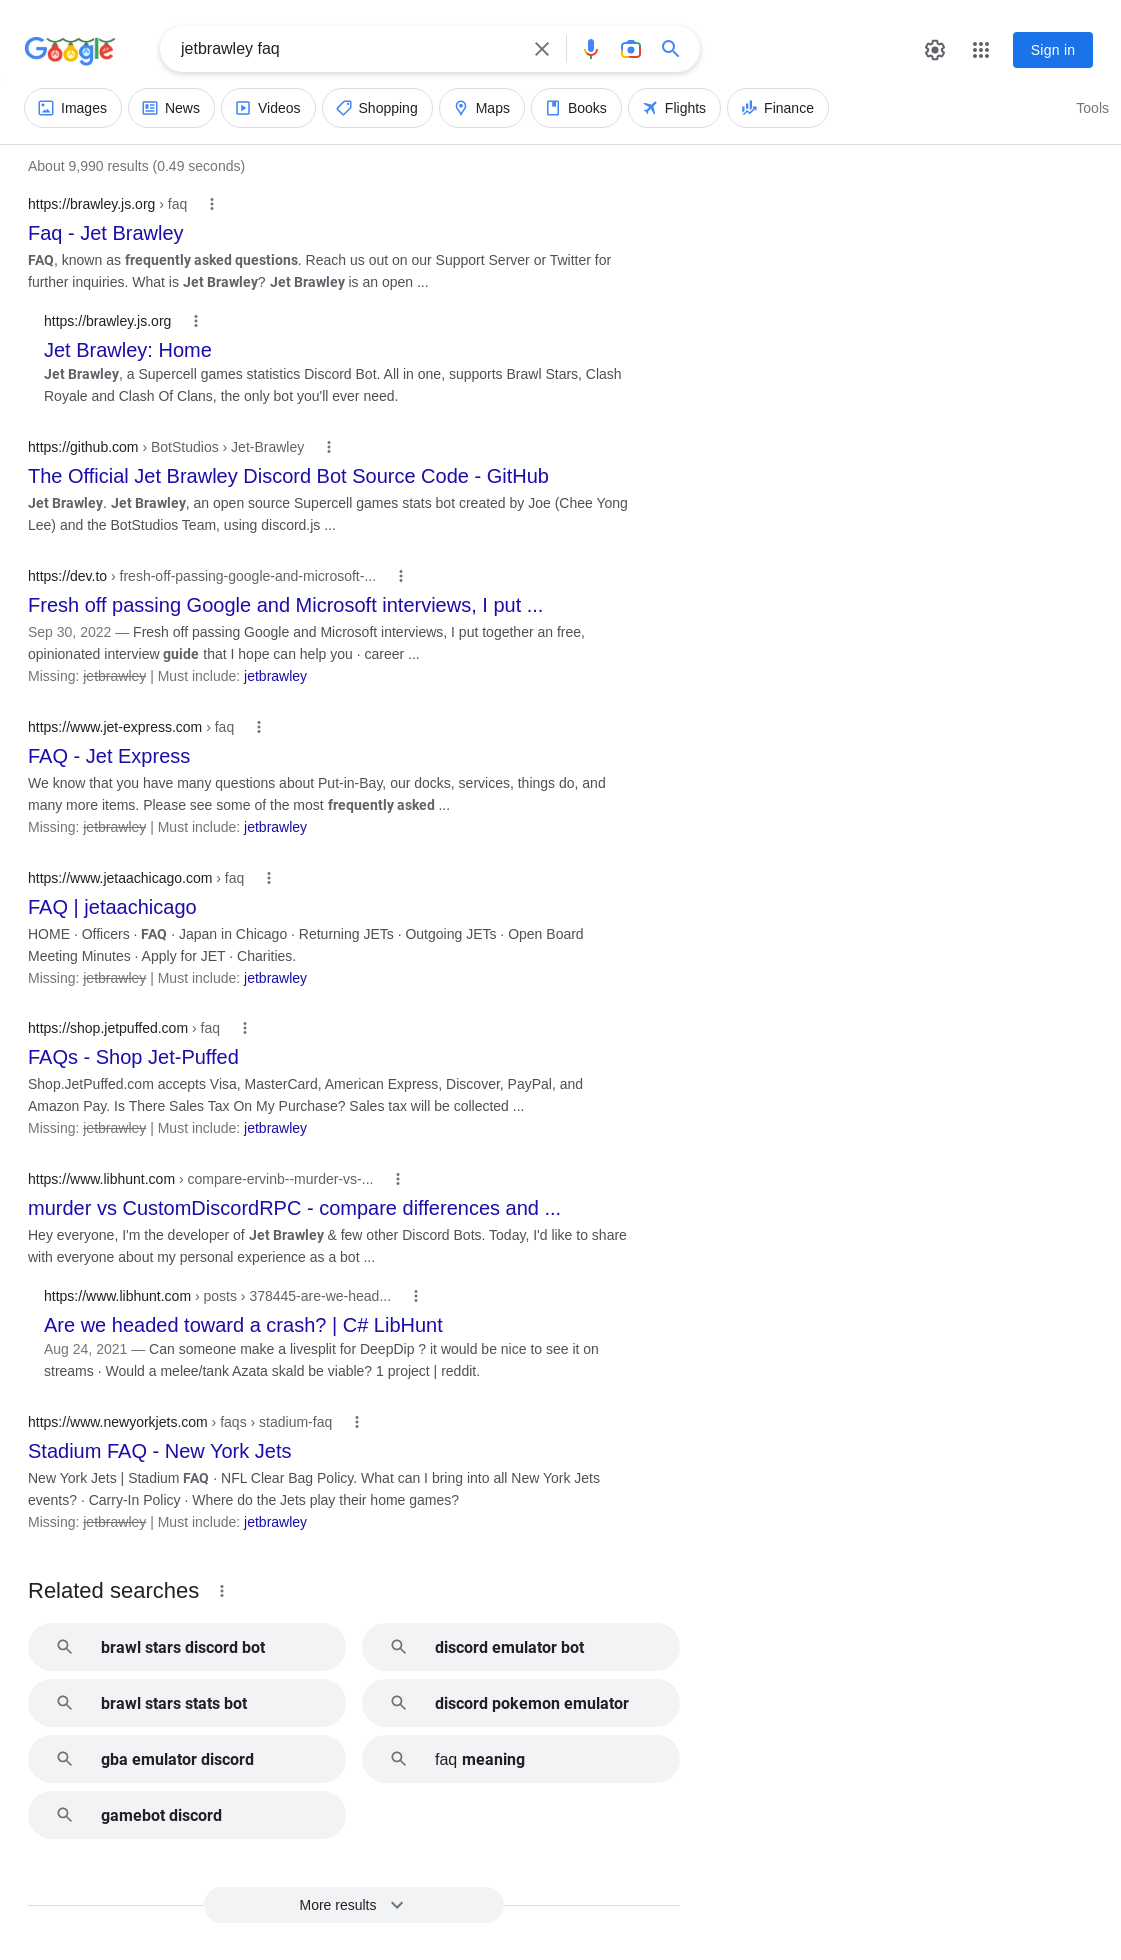 Google
jetbrawley faq
Sign in
Images
News
Videos
Shopping
Maps
Books
Flights
Finance
Tools
About 9,990 results (0.49 seconds)
https://brawley.js.org › faq
Faq - Jet Brawley
FAQ, known as frequently asked questions. Reach us out on our Support Server or Twitter for
further inquiries. What is Jet Brawley? Jet Brawley is an open ...
https://brawley.js.org
Jet Brawley: Home
Jet Brawley, a Supercell games statistics Discord Bot. All in one, supports Brawl Stars, Clash
Royale and Clash Of Clans, the only bot you'll ever need.
https://github.com › BotStudios › Jet-Brawley
The Official Jet Brawley Discord Bot Source Code - GitHub
Jet Brawley. Jet Brawley, an open source Supercell games stats bot created by Joe (Chee Yong
Lee) and the BotStudios Team, using discord.js ...
https://dev.to › fresh-off-passing-google-and-microsoft-...
Fresh off passing Google and Microsoft interviews, I put ...
Sep 30, 2022 — Fresh off passing Google and Microsoft interviews, I put together an free,
opinionated interview guide that I hope can help you · career ...
Missing: jetbrawley | Must include: jetbrawley
https://www.jet-express.com › faq
FAQ - Jet Express
We know that you have many questions about Put-in-Bay, our docks, services, things do, and
many more items. Please see some of the most frequently asked ...
Missing: jetbrawley | Must include: jetbrawley
https://www.jetaachicago.com › faq
FAQ | jetaachicago
HOME · Officers · FAQ · Japan in Chicago · Returning JETs · Outgoing JETs · Open Board
Meeting Minutes · Apply for JET · Charities.
Missing: jetbrawley | Must include: jetbrawley
https://shop.jetpuffed.com › faq
FAQs - Shop Jet-Puffed
Shop.JetPuffed.com accepts Visa, MasterCard, American Express, Discover, PayPal, and
Amazon Pay. Is There Sales Tax On My Purchase? Sales tax will be collected ...
Missing: jetbrawley | Must include: jetbrawley
https://www.libhunt.com › compare-ervinb--murder-vs-...
murder vs CustomDiscordRPC - compare differences and ...
Hey everyone, I'm the developer of Jet Brawley & few other Discord Bots. Today, I'd like to share
with everyone about my personal experience as a bot ...
https://www.libhunt.com › posts › 378445-are-we-head...
Are we headed toward a crash? | C# LibHunt
Aug 24, 2021 — Can someone make a livesplit for DeepDip ? it would be nice to see it on
streams · Would a melee/tank Azata skald be viable? 1 project | reddit.
https://www.newyorkjets.com › faqs › stadium-faq
Stadium FAQ - New York Jets
New York Jets | Stadium FAQ · NFL Clear Bag Policy. What can I bring into all New York Jets
events? · Carry-In Policy · Where do the Jets play their home games?
Missing: jetbrawley | Must include: jetbrawley
Related searches
brawl stars discord bot
discord emulator bot
brawl stars stats bot
discord pokemon emulator
gba emulator discord
faq meaning
gamebot discord
More results